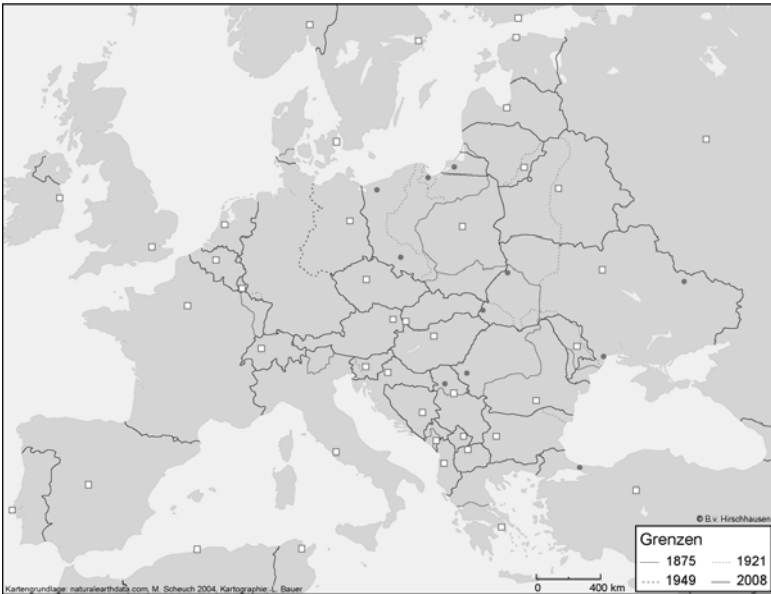 © B.v. Hirschhausen
Grenzen
1875 1921
1949 2008
0 400 km
Kartengrundlage: naturalearthdata.com, M. Scheuch 2004, Kartographie: L. Bauer